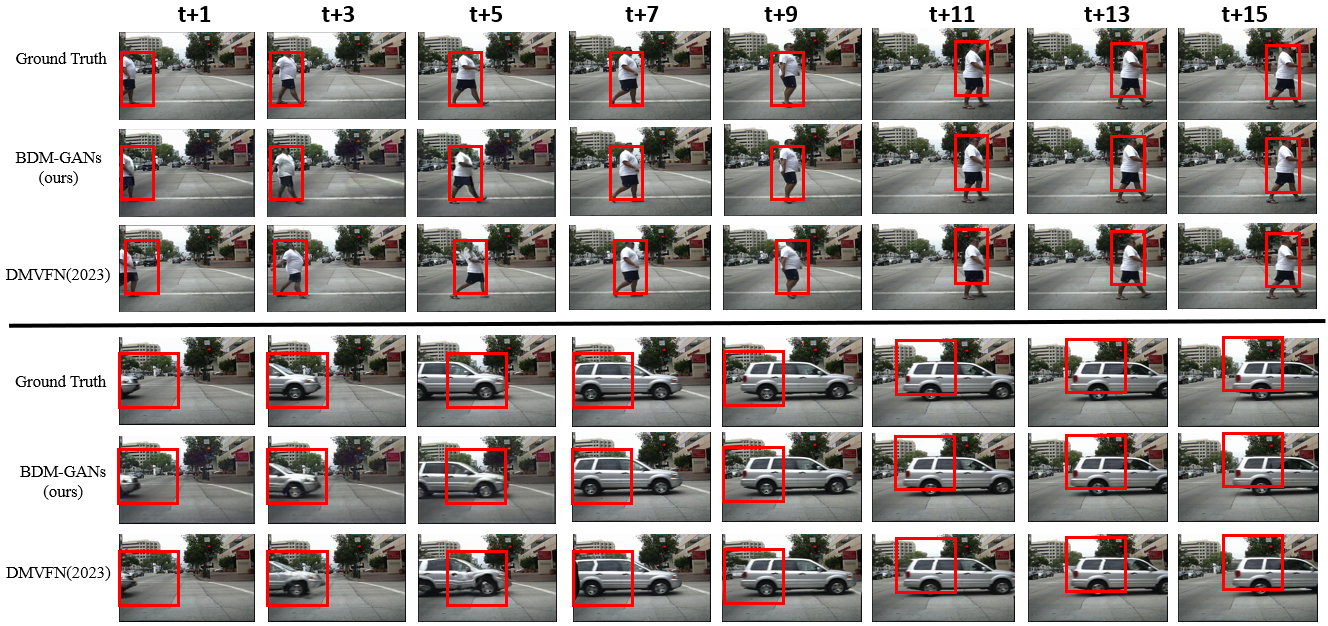 t+1 t+3 t+5 t+7 t+9 t+11 t+13 t+15
Ground Truth
BDM-GANs
(ours)
DMVFN(2023)
Ground Truth
BDM-GANs
(ours)
DMVFN(2023)